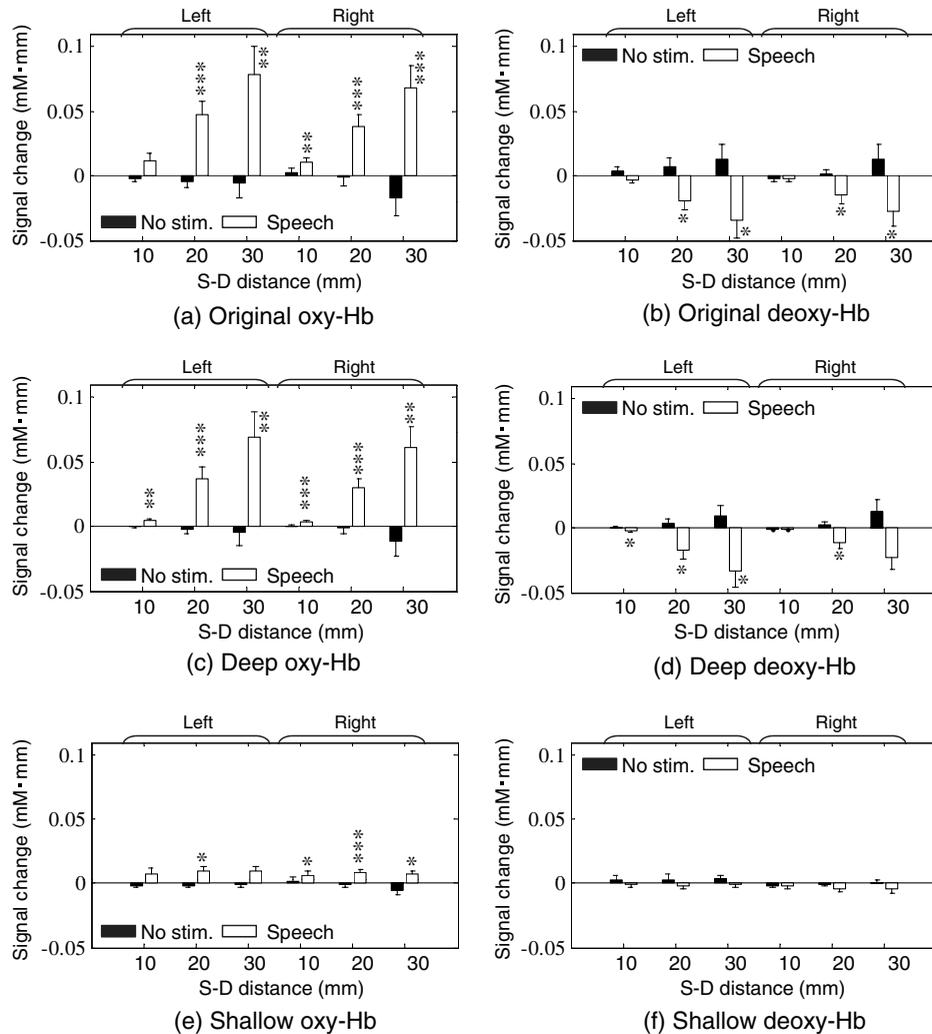 Left Right
0.1
0.05
0
-0.05
Signal change (mM·mm)
** *** ** *** *** ***
No stim. Speech
10 20 30 10 20 30
S-D distance (mm)
(a) Original oxy-Hb
Left Right
0.1
0.05
0
-0.05
Signal change (mM·mm)
No stim. Speech
* * * *
10 20 30 10 20 30
S-D distance (mm)
(b) Original deoxy-Hb
Left Right
0.1
0.05
0
-0.05
Signal change (mM·mm)
** *** ** *** *** **
No stim. Speech
10 20 30 10 20 30
S-D distance (mm)
(c) Deep oxy-Hb
Left Right
0.1
0.05
0
-0.05
Signal change (mM·mm)
No stim. Speech
* * * *
10 20 30 10 20 30
S-D distance (mm)
(d) Deep deoxy-Hb
Left Right
0.1
0.05
0
-0.05
Signal change (mM·mm)
* * *** *
No stim. Speech
10 20 30 10 20 30
S-D distance (mm)
(e) Shallow oxy-Hb
Left Right
0.1
0.05
0
-0.05
Signal change (mM·mm)
No stim. Speech
10 20 30 10 20 30
S-D distance (mm)
(f) Shallow deoxy-Hb